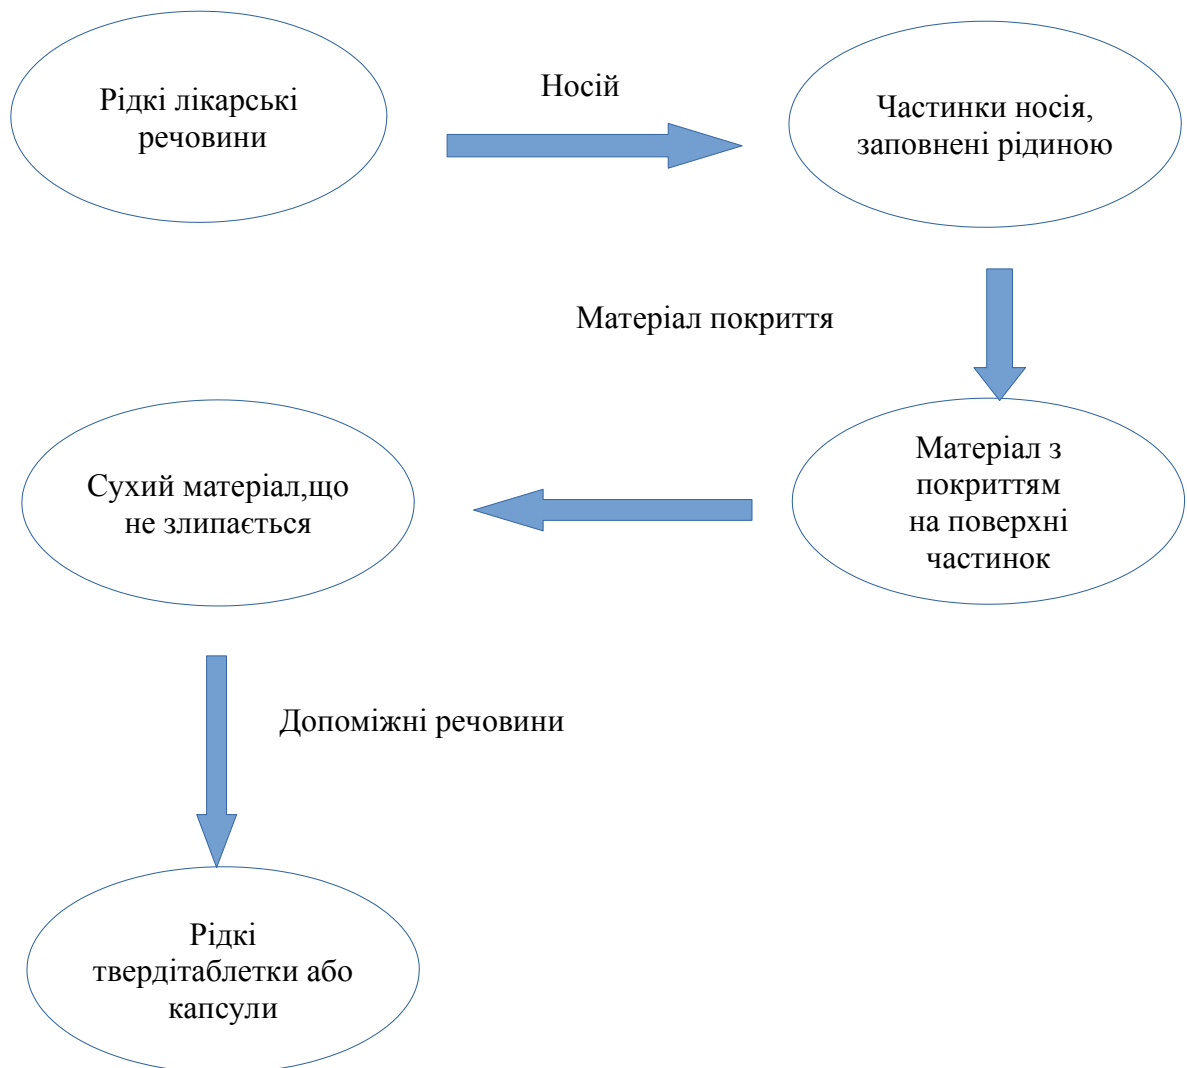 Рідкі лікарські
речовини
Носій
Частинки носія,
заповнені рідиною
Матеріал покриття
Матеріал з
покриттям
на поверхні
частинок
Сухий матеріал,що
не злипається
Допоміжні речовини
Рідкі
твердітаблетки або
капсули